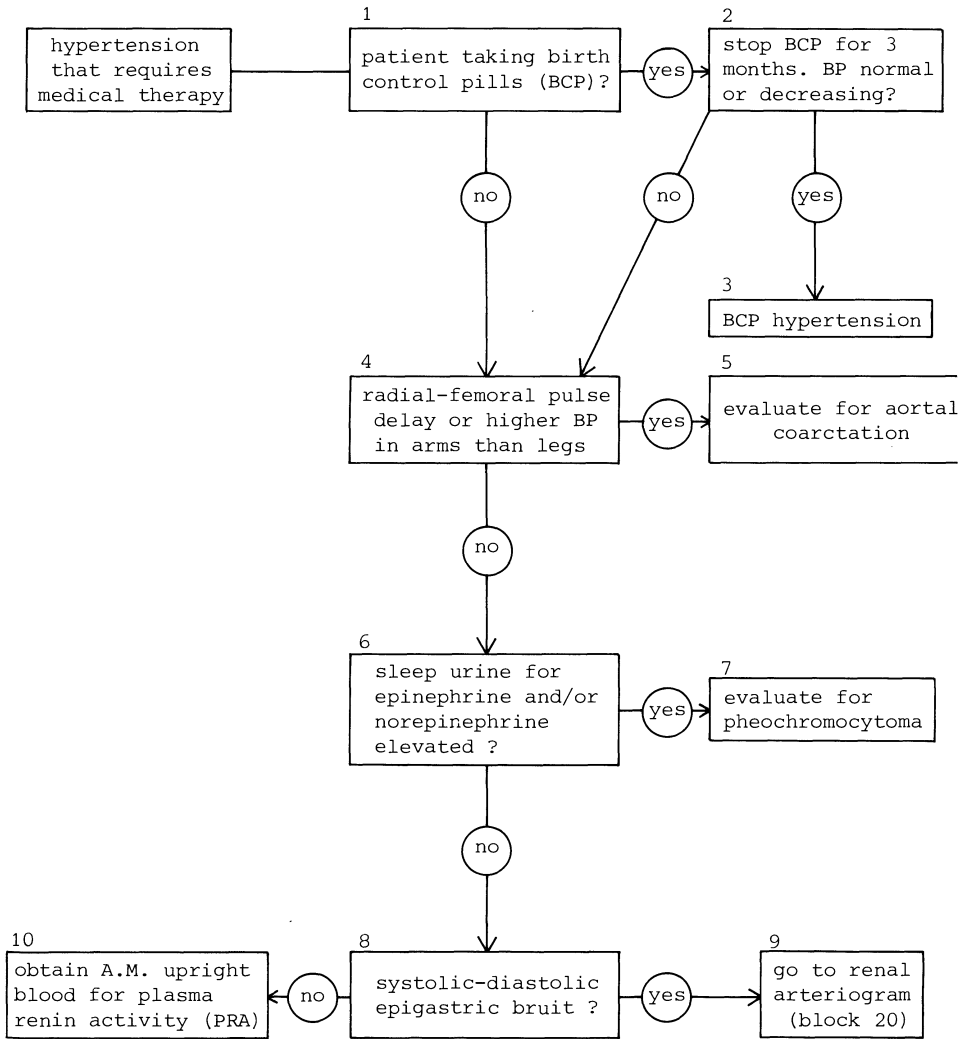 hypertension
that requires
medical therapy
1
patient taking birth
control pills (BCP)?
yes
2
stop BCP for 3
months. BP normal
or decreasing?
no
no
yes
3
BCP hypertension
4
radial-femoral pulse
delay or higher BP
in arms than legs
yes
5
evaluate for aortal
coarctation
no
6
sleep urine for
epinephrine and/or
norepinephrine
elevated ?
yes
7
evaluate for
pheochromocytoma
no
8
systolic-diastolic
epigastric bruit ?
yes
9
go to renal
arteriogram
(block 20)
no
10
obtain A.M. upright
blood for plasma
renin activity (PRA)